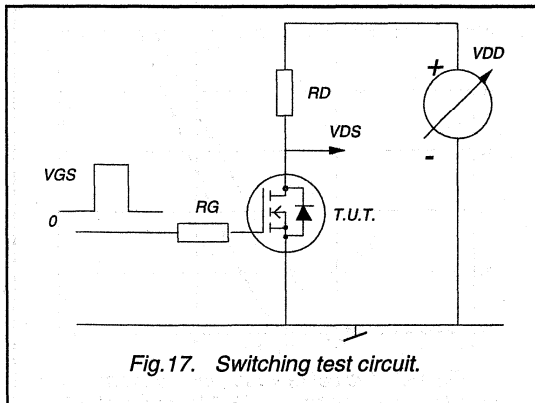 VDD
+
RD
VDS
-
VGS
0
RG
T.U.T.
Fig.17. Switching test circuit.